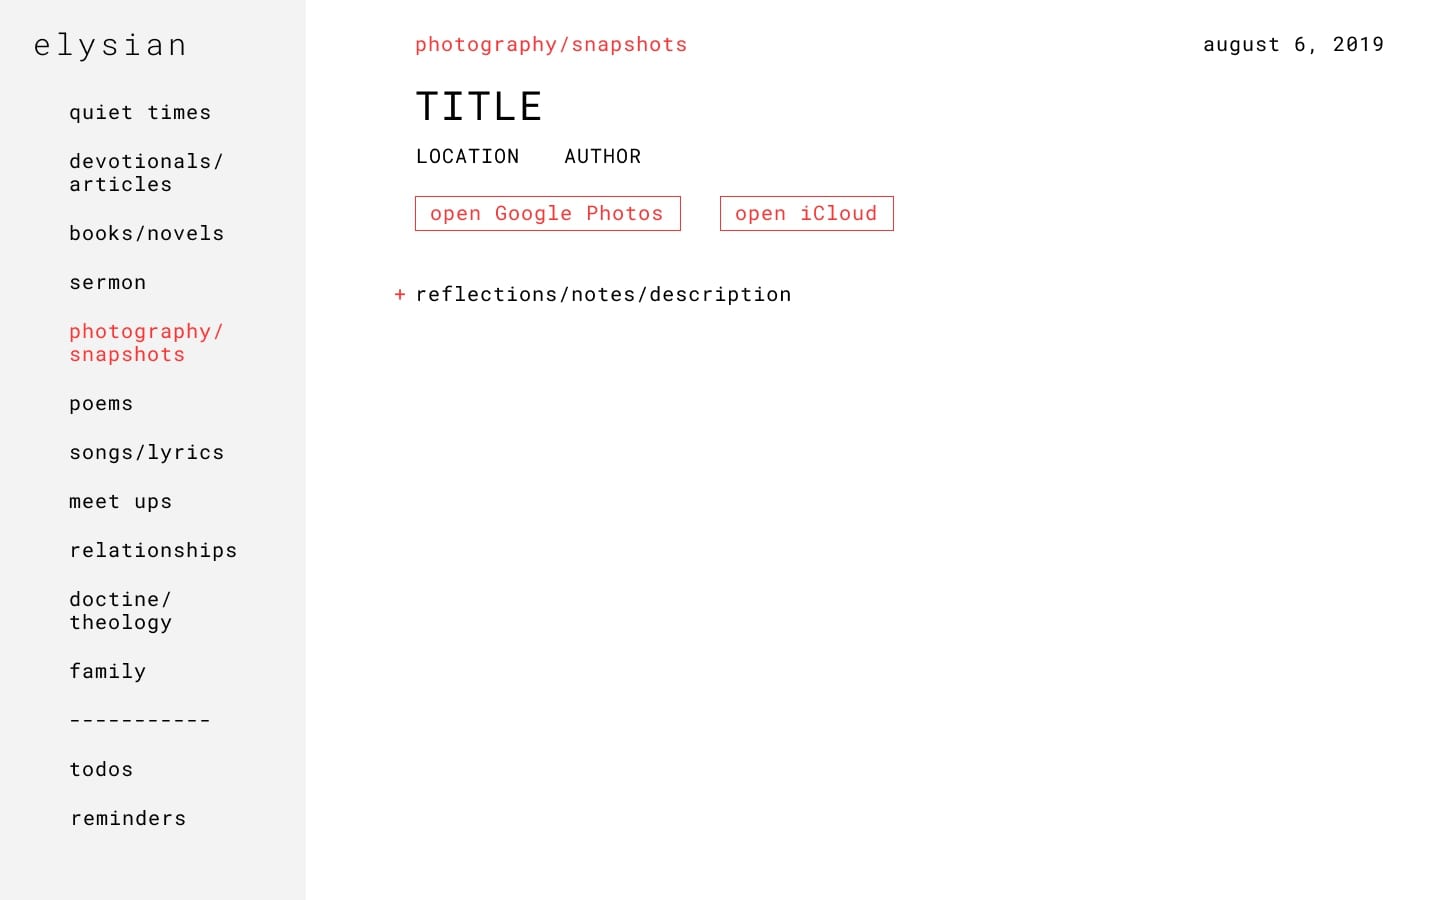 elysian
quiet times
devotionals/
articles
books/novels
sermon
photography/
snapshots
poems
songs/lyrics
meet ups
relationships
doctine/
theology
family
-----------
todos
reminders
photography/snapshots
august 6, 2019
TITLE
LOCATION AUTHOR
open Google Photos
open iCloud
+ reflections/notes/description